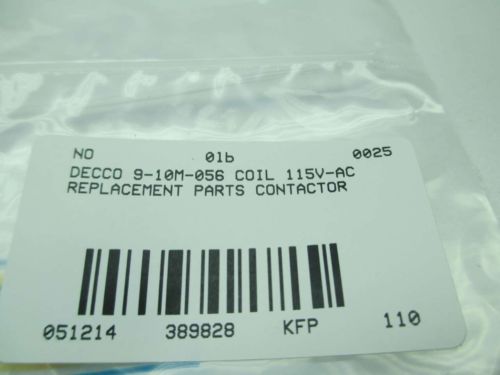 NO 01b 0025
DECCO 9-10M-056 COIL 115V-AC
REPLACEMENT PARTS CONTACTOR
051214 389828 KFP 110